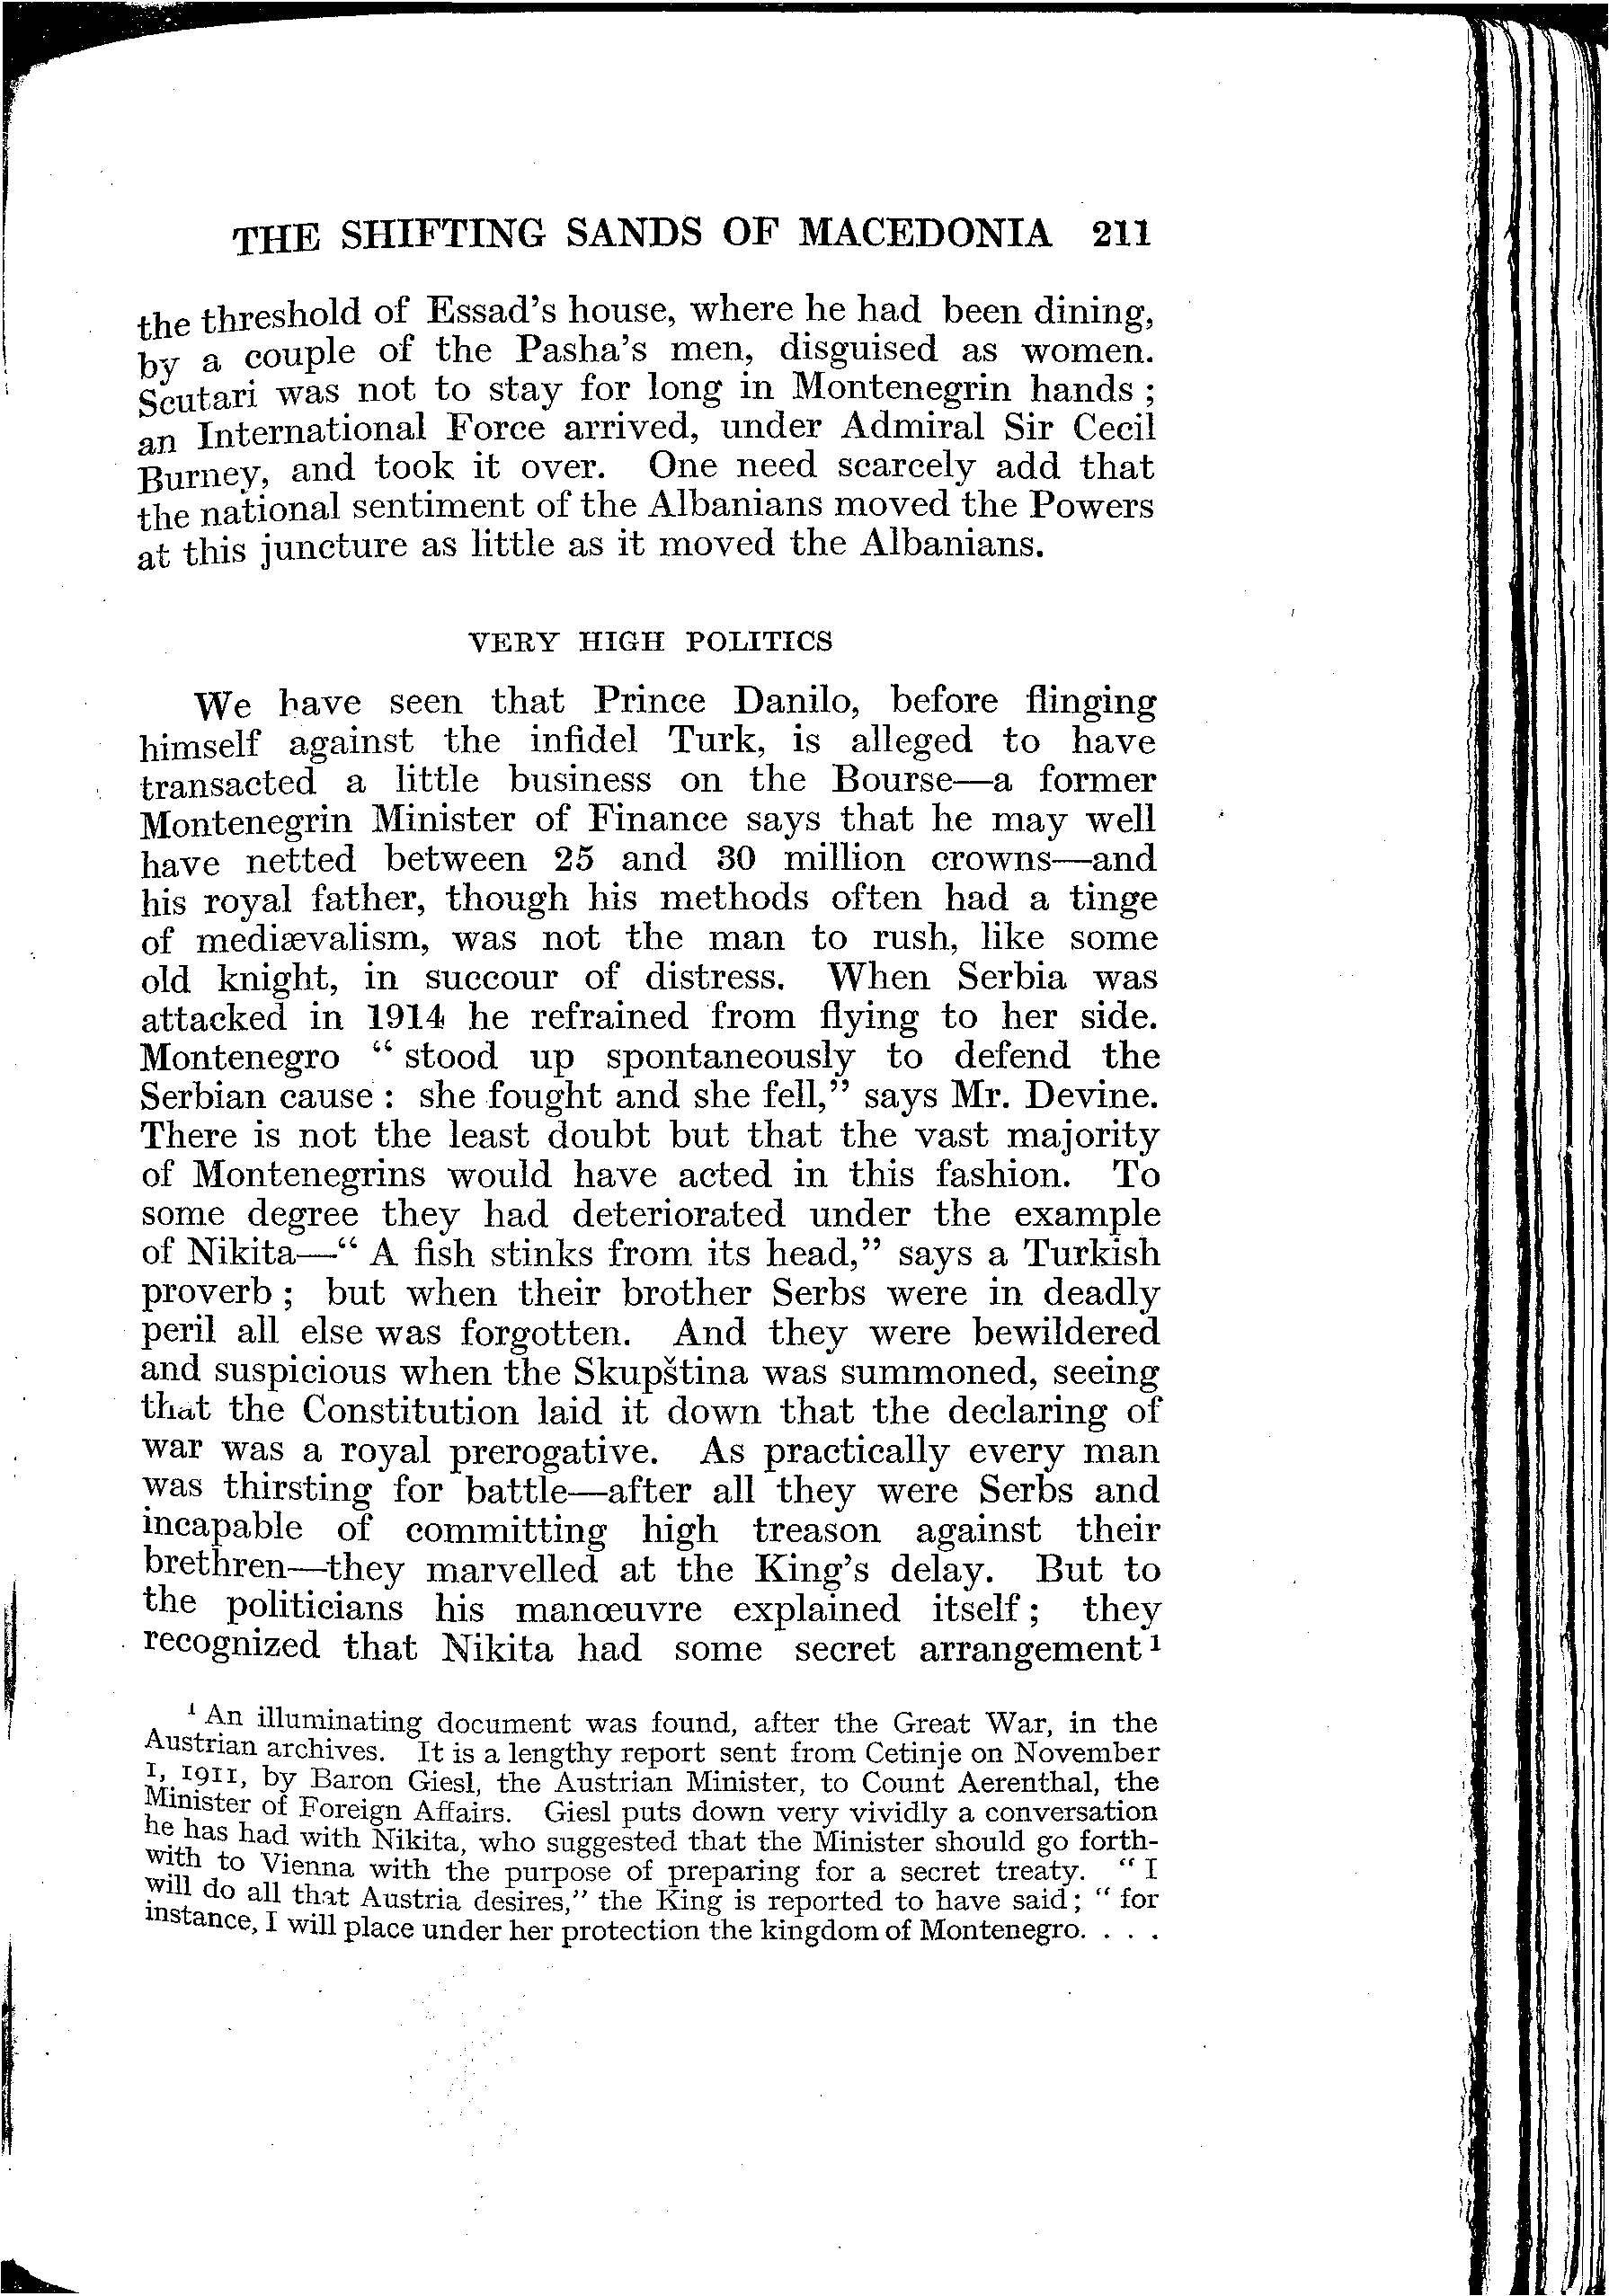 THE SHIFTING SANDS OF MACEDONIA 211
the threshold of Essad's house, where he had been dining,
by a couple of the Pasha's men, disguised as women.
Scutari was not to stay for long in Montenegrin hands ;
an International Force arrived, under Admiral Sir Cecil
Burney, and took it over. One need scarcely add that
the national sentiment of the Albanians moved the Powers
at this juncture as little as it moved the Albanians.
VERY HIGH POLITICS
We have seen that Prince Danilo, before flinging
himself against the infidel Turk, is alleged to have
transacted a little business on the Bourse—a former
Montenegrin Minister of Finance says that he may well
have netted between 25 and 30 million crowns—and
his royal father, though his methods often had a tinge
of mediævalism, was not the man to rush, like some
old knight, in succour of distress. When Serbia was
attacked in 1914 he refrained from flying to her side.
Montenegro “ stood up spontaneously to defend the
Serbian cause : she fought and she fell,” says Mr. Devine.
There is not the least doubt but that the vast majority
of Montenegrins would have acted in this fashion. To
some degree they had deteriorated under the example
of Nikita—“ A fish stinks from its head,” says a Turkish
proverb ; but when their brother Serbs were in deadly
peril all else was forgotten. And they were bewildered
and suspicious when the Skupština was summoned, seeing
that the Constitution laid it down that the declaring of
war was a royal prerogative. As practically every man
was thirsting for battle—after all they were Serbs and
incapable of committing high treason against their
brethren—they marvelled at the King's delay. But to
the politicians his manœuvre explained itself ; they
recognized that Nikita had some secret arrangement ¹
¹ An illuminating document was found, after the Great War, in the
Austrian archives. It is a lengthy report sent from Cetinje on November
1, 1911, by Baron Giesl, the Austrian Minister, to Count Aerenthal, the
Minister of Foreign Affairs. Giesl puts down very vividly a conversation
he has had with Nikita, who suggested that the Minister should go forth-
with to Vienna with the purpose of preparing for a secret treaty. “ I
will do all that Austria desires,” the King is reported to have said ; “ for
instance, I will place under her protection the kingdom of Montenegro. . . .